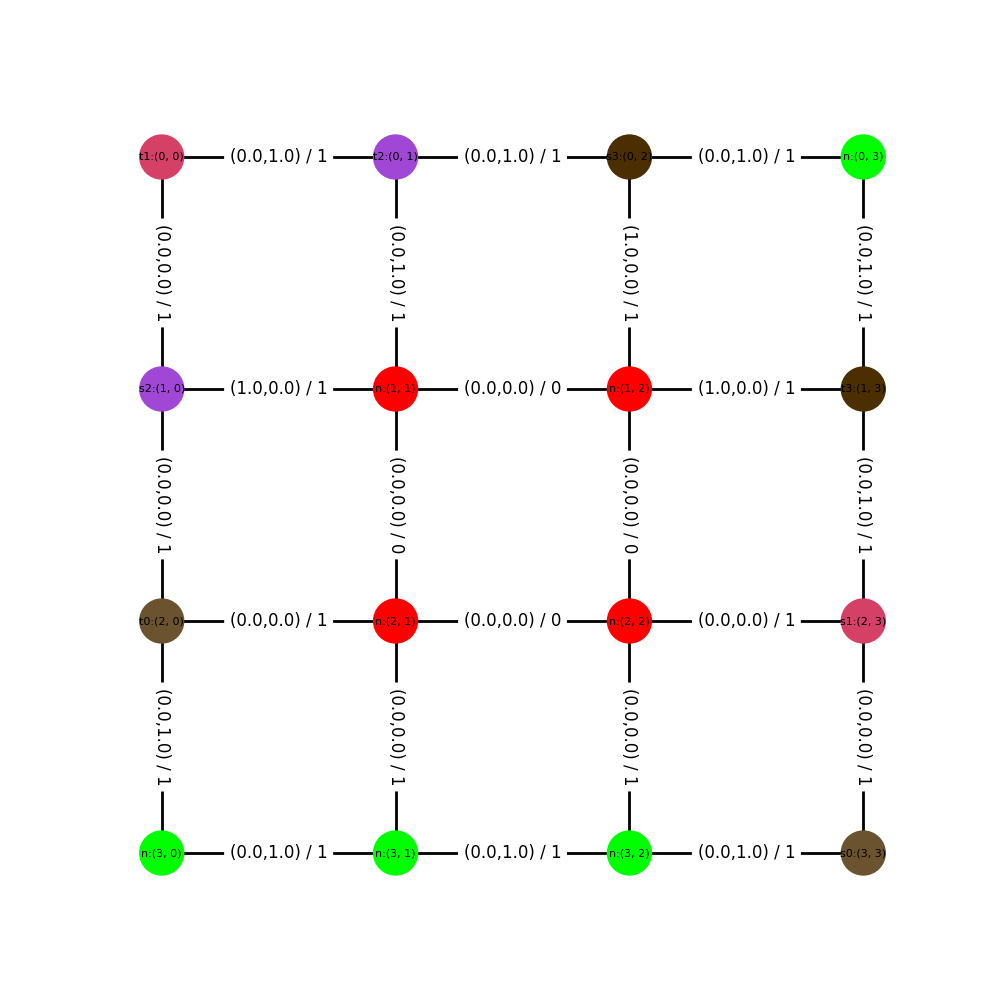 t1:(0, 0) (0.0,1.0) / 1 t2:(0, 1) (0.0,1.0) / 1 s3:(0, 2) (0.0,1.0) / 1 n:(0, 3)
(0.0,0.0) / 1 (0.0,1.0) / 1 (1.0,0.0) / 1 (0.0,1.0) / 1
s2:(1, 0) (1.0,0.0) / 1 n:(1, 1) (0.0,0.0) / 0 n:(1, 2) (1.0,0.0) / 1 t3:(1, 3)
(0.0,0.0) / 1 (0.0,0.0) / 0 (0.0,0.0) / 0 (0.0,1.0) / 1
t0:(2, 0) (0.0,0.0) / 1 n:(2, 1) (0.0,0.0) / 0 n:(2, 2) (0.0,0.0) / 1 s1:(2, 3)
(0.0,1.0) / 1 (0.0,0.0) / 1 (0.0,0.0) / 1 (0.0,0.0) / 1
n:(3, 0) (0.0,1.0) / 1 n:(3, 1) (0.0,1.0) / 1 n:(3, 2) (0.0,1.0) / 1 s0:(3, 3)